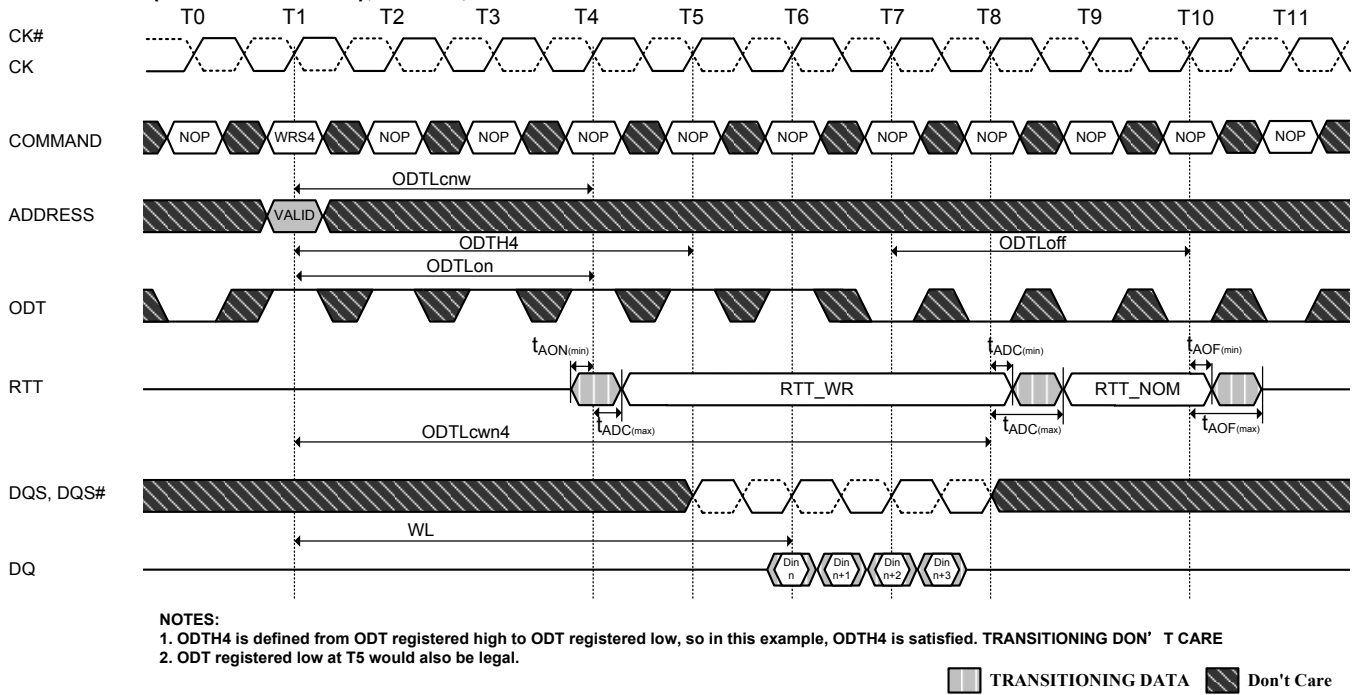 T0 T1 T2 T3 T4 T5 T6 T7 T8 T9 T10 T11
CK#
CK
COMMAND
NOP WRS4 NOP NOP NOP NOP NOP NOP NOP NOP NOP NOP
ODTLcnw
ADDRESS
VALID
ODTH4 ODTLoff
ODTLon
ODT
tAON(min) tADC(min) tAOF(min)
RTT
RTT_WR RTT_NOM
tADC(max) tADC(max) tAOF(max)
ODTLcwn4
DQS, DQS#
WL
DQ
Din n Din n+1 Din n+2 Din n+3
NOTES:
1. ODTH4 is defined from ODT registered high to ODT registered low, so in this example, ODTH4 is satisfied. TRANSITIONING DON’ T CARE
2. ODT registered low at T5 would also be legal.
TRANSITIONING DATA Don't Care